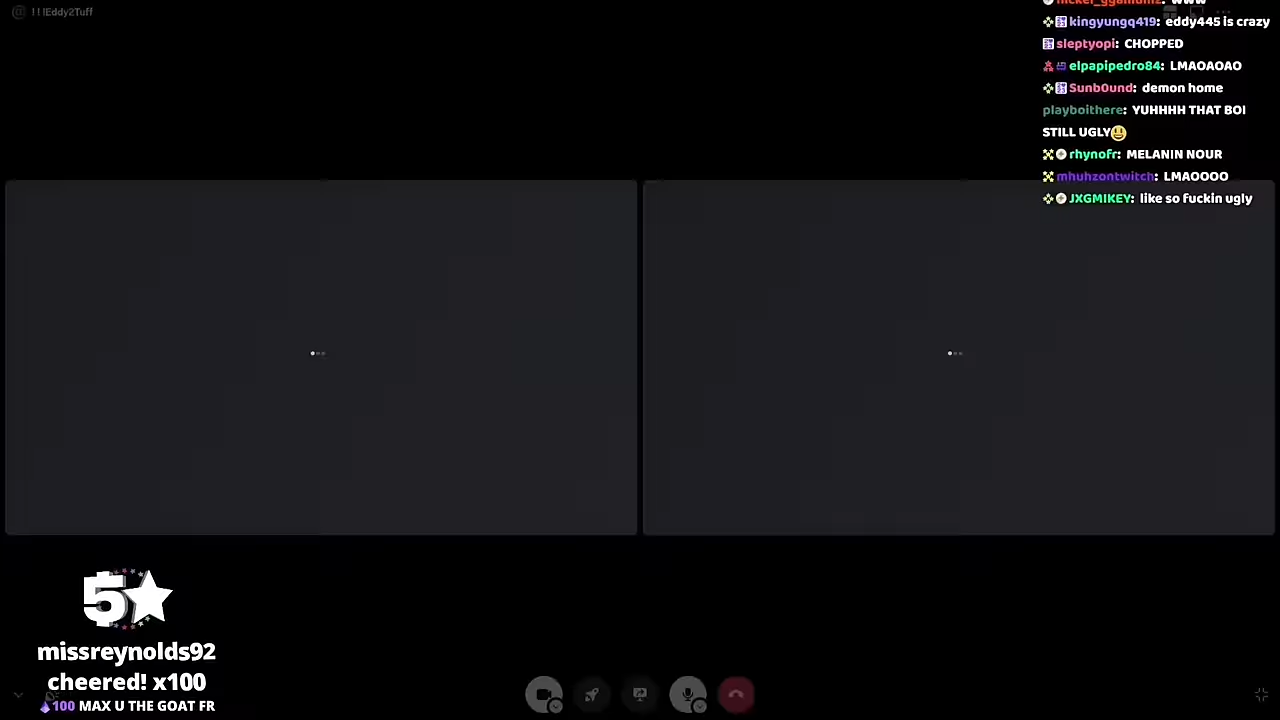 ! ! !Eddy2Tuff
kingyungq419: eddy445 is crazy
sleptyopi: CHOPPED
elpapipedro84: LMAOAOAO
Sunb0und: demon home
playboithere: YUHHHH THAT BOI
STILL UGLY😃
rhynofr: MELANIN NOUR
mhuhzontwitch: LMAOOOO
JXGMIKEY: like so fuckin ugly
5
missreynolds92
cheered! x100
100 MAX U THE GOAT FR